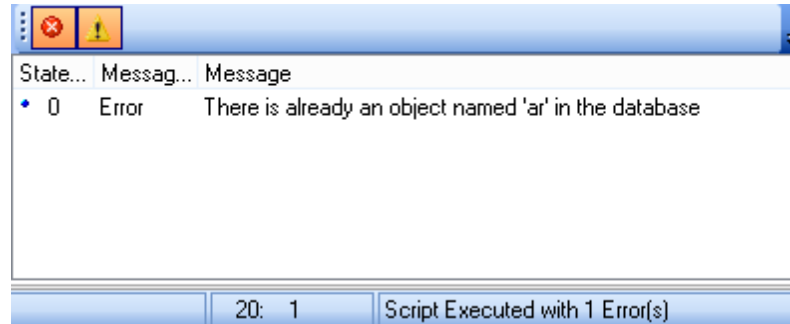 State... Messag... Message
0 Error There is already an object named 'ar' in the database
20: 1 Script Executed with 1 Error(s)